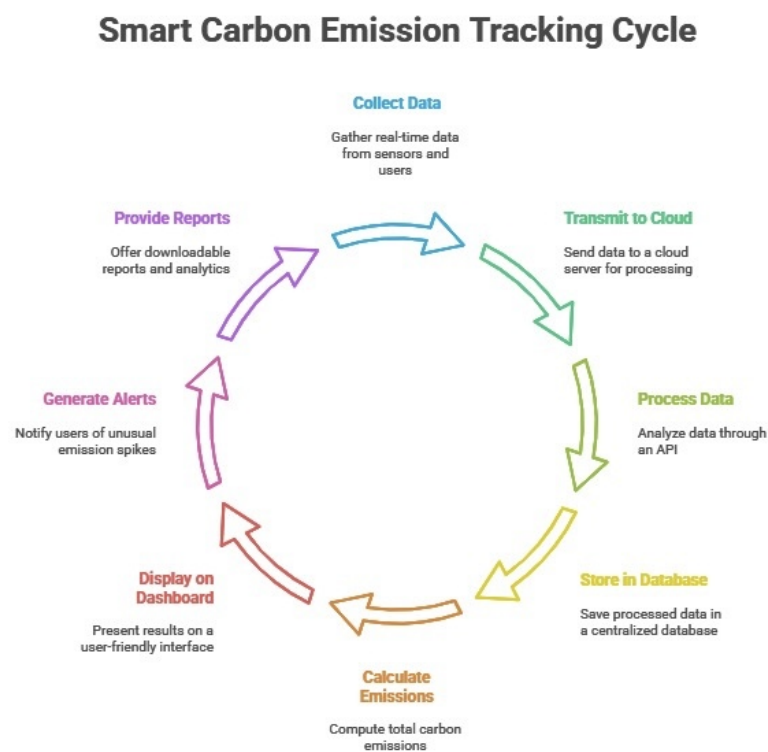 Smart Carbon Emission Tracking Cycle
Collect Data
Gather real-time data
from sensors and
users
Transmit to Cloud
Send data to a cloud
server for processing
Process Data
Analyze data through
an API
Store in Database
Save processed data in
a centralized database
Calculate
Emissions
Compute total carbon
emissions
Display on
Dashboard
Present results on a
user-friendly interface
Generate Alerts
Notify users of unusual
emission spikes
Provide Reports
Offer downloadable
reports and analytics